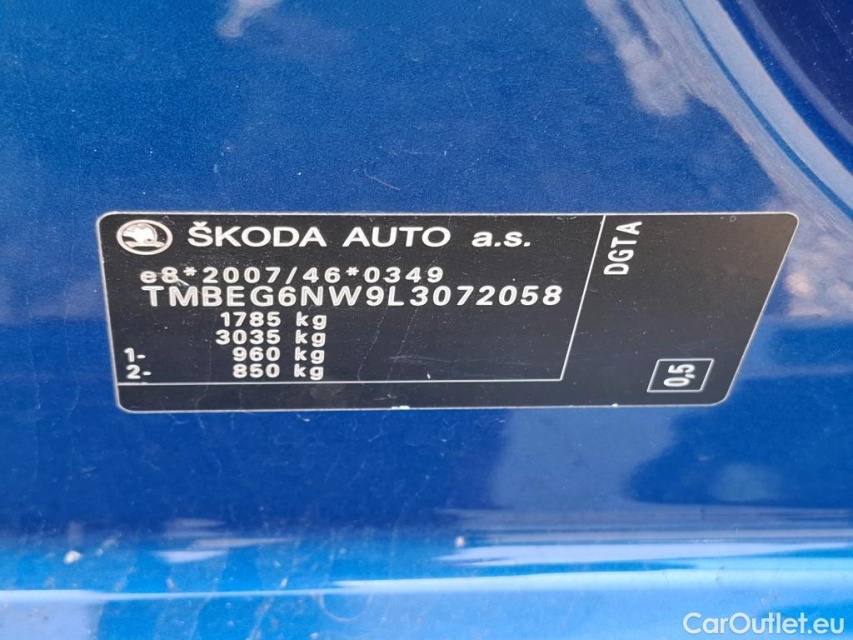 ŠKODA AUTO a.s.
e8*2007/46*0349
TMBEG6NW9L3072058
1785 kg
3035 kg
1- 960 kg
2- 850 kg
DGTA
0,5
CarOutlet.eu